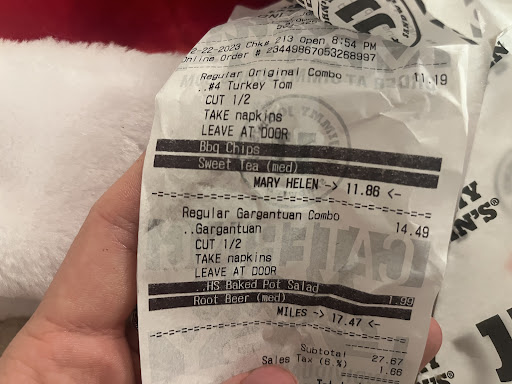 2-22-2023 Chk# 213 Open 8:54 PM
Online Order # 23449867053268997
Regular Original Combo 11.19
..#4 Turkey Tom
CUT 1/2
TAKE napkins
LEAVE AT DOOR
Bbq Chips
Sweet Tea (med)
MARY HELEN -> 11.86 <-
Regular Gargantuan Combo 14.49
..Gargantuan
CUT 1/2
TAKE napkins
LEAVE AT DOOR
..HS Baked Pot Salad 1.99
Root Beer (med)
MILES -> 17.47 <-
Subtotal 27.67
Sales Tax (6.%) 1.66